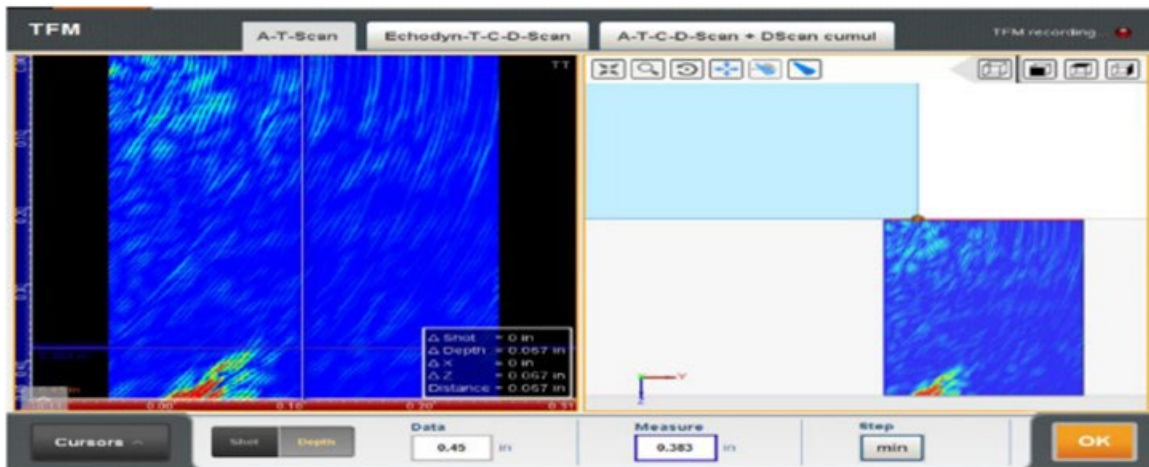 TFM
A-T-Scan
Echodyn-T-C-D-Scan
A-T-C-D-Scan + DScan cumul
TFM recording...
TT
Δ Shot = 0 in
Δ Depth = 0.067 in
Δ X = 0 in
Δ Z = 0.067 in
Distance = 0.067 in
0.00
0.10
0.20
0.31
Y
Z
Cursors
Shot
Depth
Data
0.45 in
Measure
0.383 in
Step
min
OK